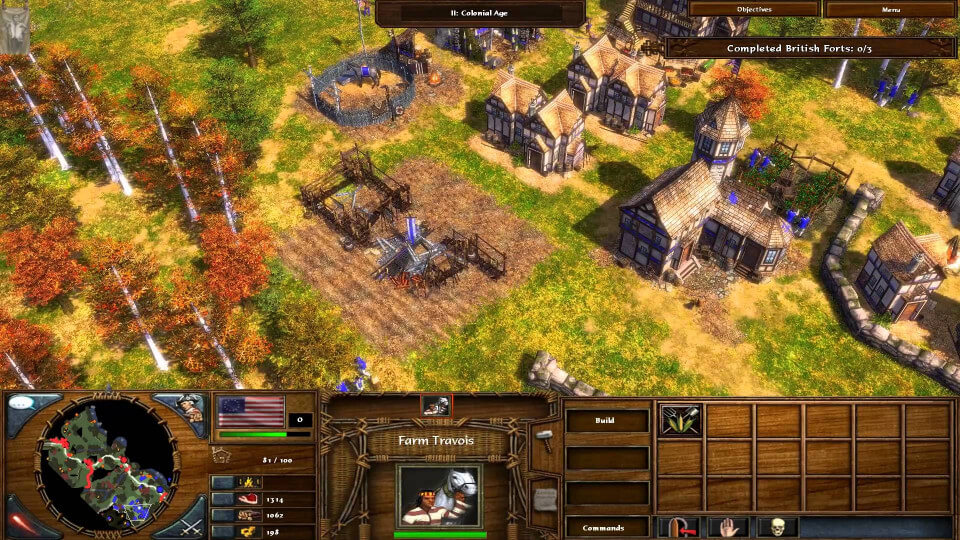 II: Colonial Age
Objectives
Menu
Completed British Forts: 0/3
0
81 / 100
1
1314
1062
198
Farm Travois
Build
Commands